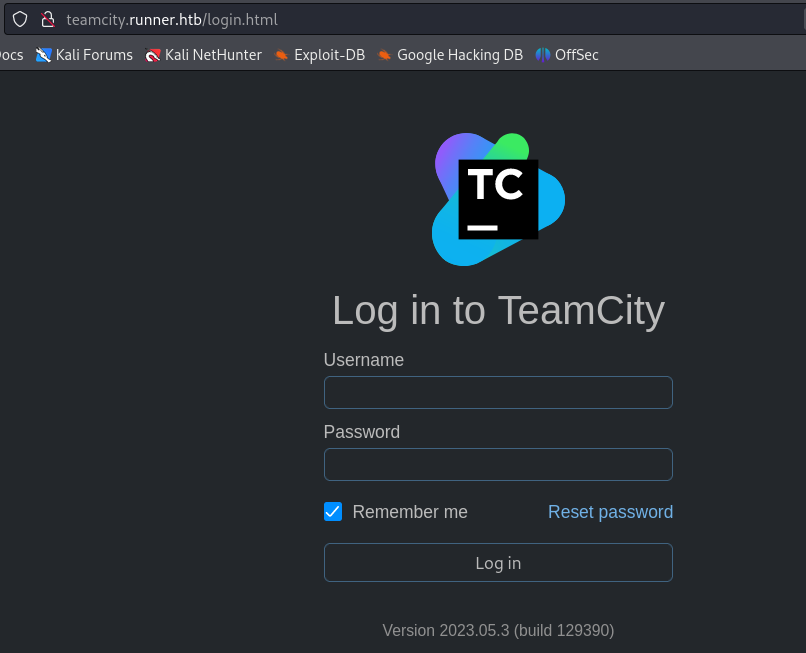 teamcity.runner.htb/login.html
Kali Forums Kali NetHunter Exploit-DB Google Hacking DB OffSec
TC
Log in to TeamCity
Username
Password
Remember me Reset password
Log in
Version 2023.05.3 (build 129390)